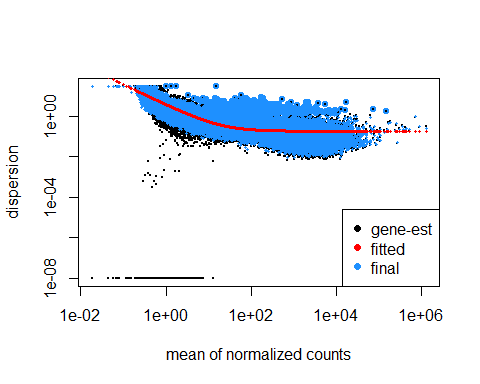 dispersion
1e+00
1e-04
1e-08
gene-est
fitted
final
1e-02 1e+00 1e+02 1e+04 1e+06
mean of normalized counts